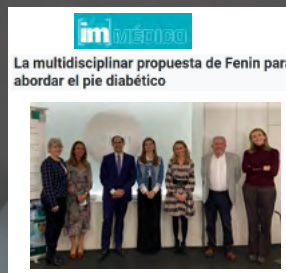 im MÉDICO
La multidisciplinar propuesta de Fenin para
abordar el pie diabético